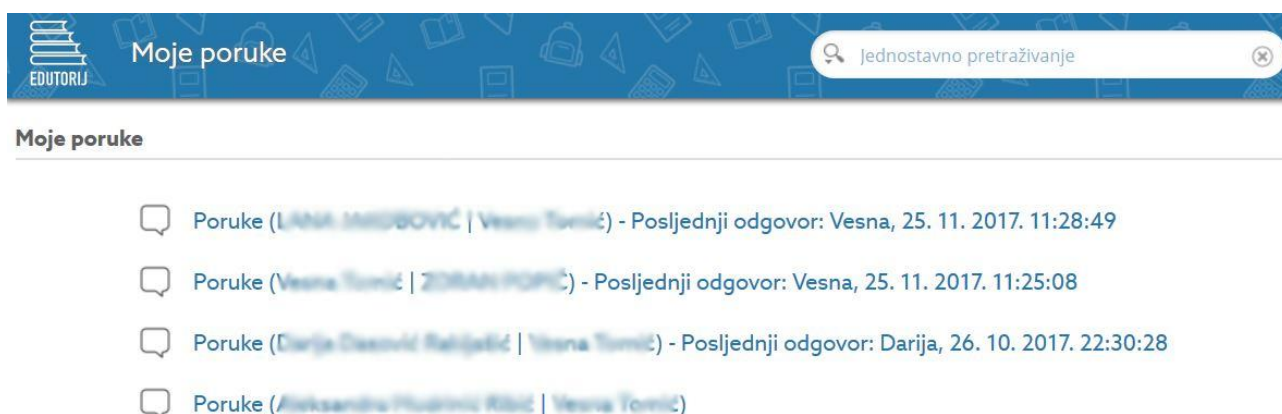 EDUTORIJ
Moje poruke
Jednostavno pretraživanje
Moje poruke
Poruke ( | ) - Posljednji odgovor: Vesna, 25. 11. 2017. 11:28:49
Poruke ( | ) - Posljednji odgovor: Vesna, 25. 11. 2017. 11:25:08
Poruke ( | ) - Posljednji odgovor: Darija, 26. 10. 2017. 22:30:28
Poruke ( | )